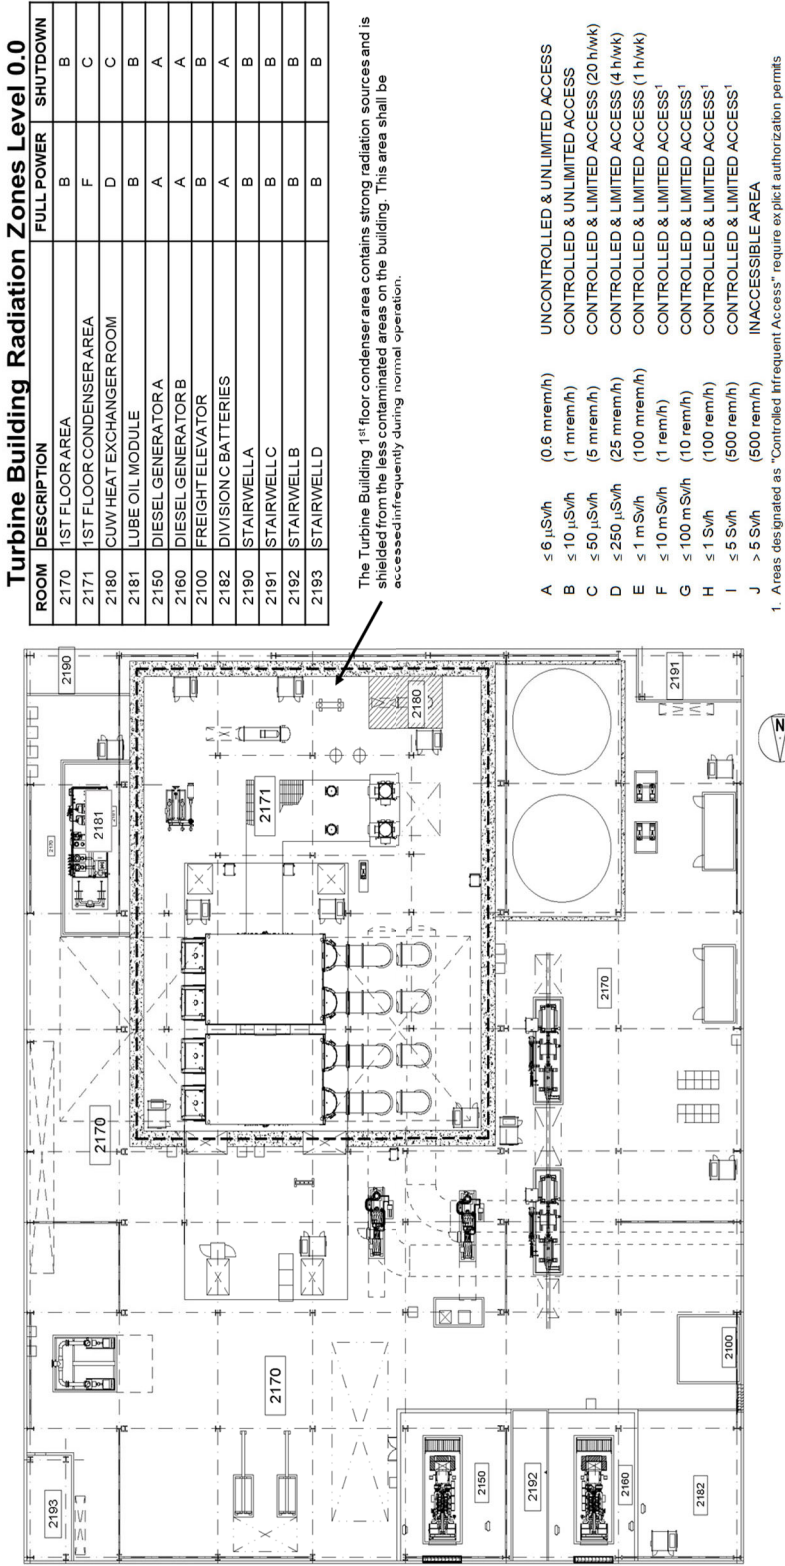 Turbine Building Radiation Zones Level 0.0
ROOM DESCRIPTION FULL POWER SHUTDOWN
2170 1ST FLOOR AREA B B
2171 1ST FLOOR CONDENSER AREA F C
2180 CUW HEAT EXCHANGER ROOM D C
2181 LUBE OIL MODULE B B
2150 DIESEL GENERATOR A A A
2160 DIESEL GENERATOR B A A
2100 FREIGHT ELEVATOR B B
2182 DIVISION C BATTERIES A A
2190 STAIRWELL A B B
2191 STAIRWELL C B B
2192 STAIRWELL B B B
2193 STAIRWELL D B B
The Turbine Building 1st floor condenser area contains strong radiation sources and is
shielded from the less contaminated areas on the building. This area shall be
accessed infrequently during normal operation.
A ≤ 6 μSv/h (0.6 mrem/h) UNCONTROLLED & UNLIMITED ACCESS
B ≤ 10 μSv/h (1 mrem/h) CONTROLLED & UNLIMITED ACCESS
C ≤ 50 μSv/h (5 mrem/h) CONTROLLED & LIMITED ACCESS (20 h/wk)
D ≤ 250 μSv/h (25 mrem/h) CONTROLLED & LIMITED ACCESS (4 h/wk)
E ≤ 1 mSv/h (100 mrem/h) CONTROLLED & LIMITED ACCESS (1 h/wk)
F ≤ 10 mSv/h (1 rem/h) CONTROLLED & LIMITED ACCESS1
G ≤ 100 mSv/h (10 rem/h) CONTROLLED & LIMITED ACCESS1
H ≤ 1 Sv/h (100 rem/h) CONTROLLED & LIMITED ACCESS1
I ≤ 5 Sv/h (500 rem/h) CONTROLLED & LIMITED ACCESS1
J > 5 Sv/h (500 rem/h) INACCESSIBLE AREA
1. Areas designated as "Controlled Infrequent Access" require explicit authorization permits
2193
2170
2170
2181
2170
2190
2171
2180
2150
2192
2160
2182
2100
2170
2191
N